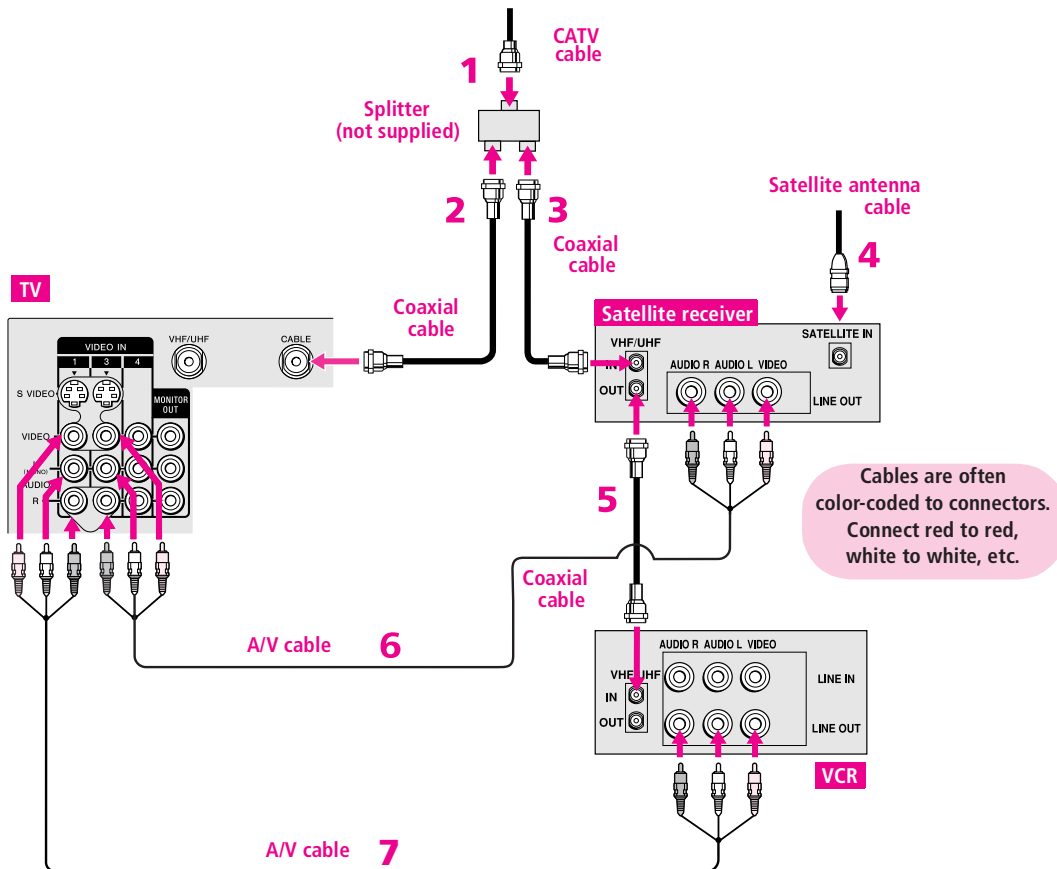 CATV
cable
1
Splitter
(not supplied)
2
3
Satellite antenna
cable
4
Coaxial
cable
TV
Coaxial
cable
Satellite receiver
VIDEO IN
1 3 4
VHF/UHF
CABLE
S VIDEO
MONITOR
OUT
VIDEO
(MONO)
AUDIO
R
VHF/UHF
IN
OUT
AUDIO R AUDIO L VIDEO
SATELLITE IN
LINE OUT
5
Cables are often
color-coded to connectors.
Connect red to red,
white to white, etc.
Coaxial
cable
A/V cable 6
AUDIO R AUDIO L VIDEO
VHF/UHF
IN
OUT
LINE IN
LINE OUT
VCR
A/V cable 7